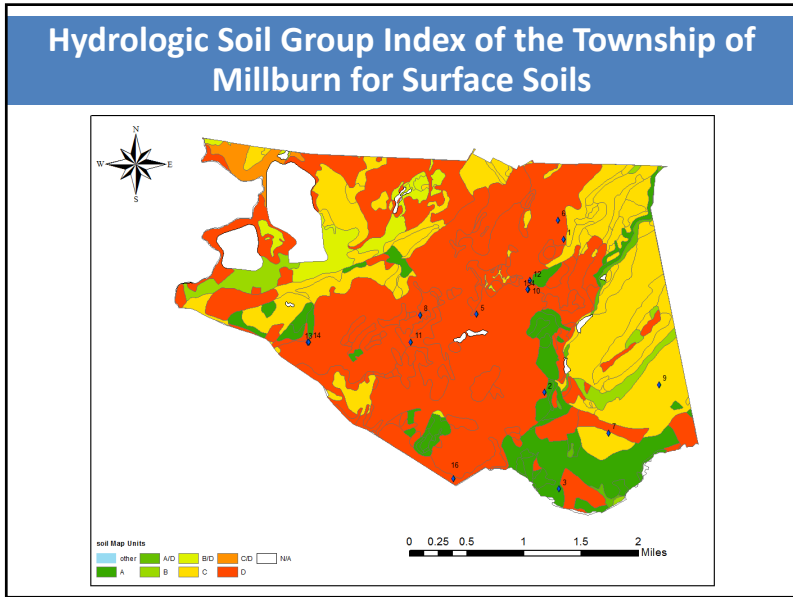 Hydrologic Soil Group Index of the Township of
Millburn for Surface Soils
N
W E
S
6
1
12
10
8
5
13 14
11
2
9
7
16
3
soil Map Units
other A/D B/D C/D N/A
A B C D
0 0.25 0.5 1 1.5 2
Miles